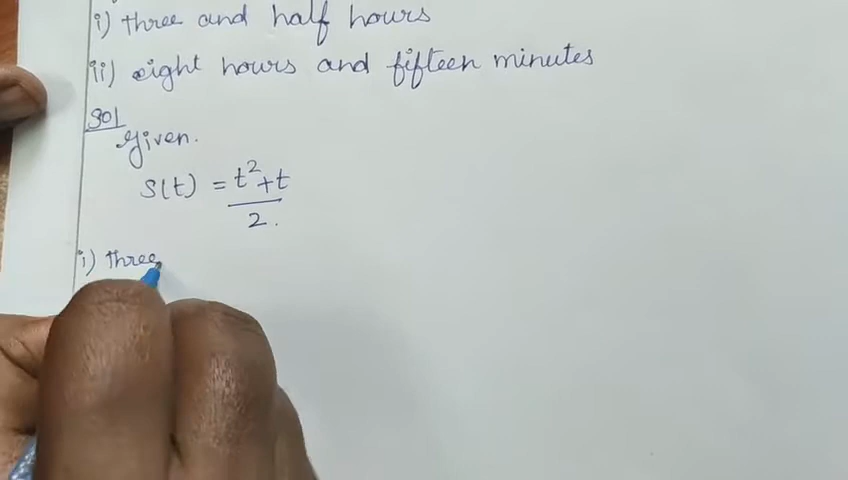 i) three and half hours
ii) eight hours and fifteen minutes
Sol
Given.
S(t) = t²+t
2.
i) three